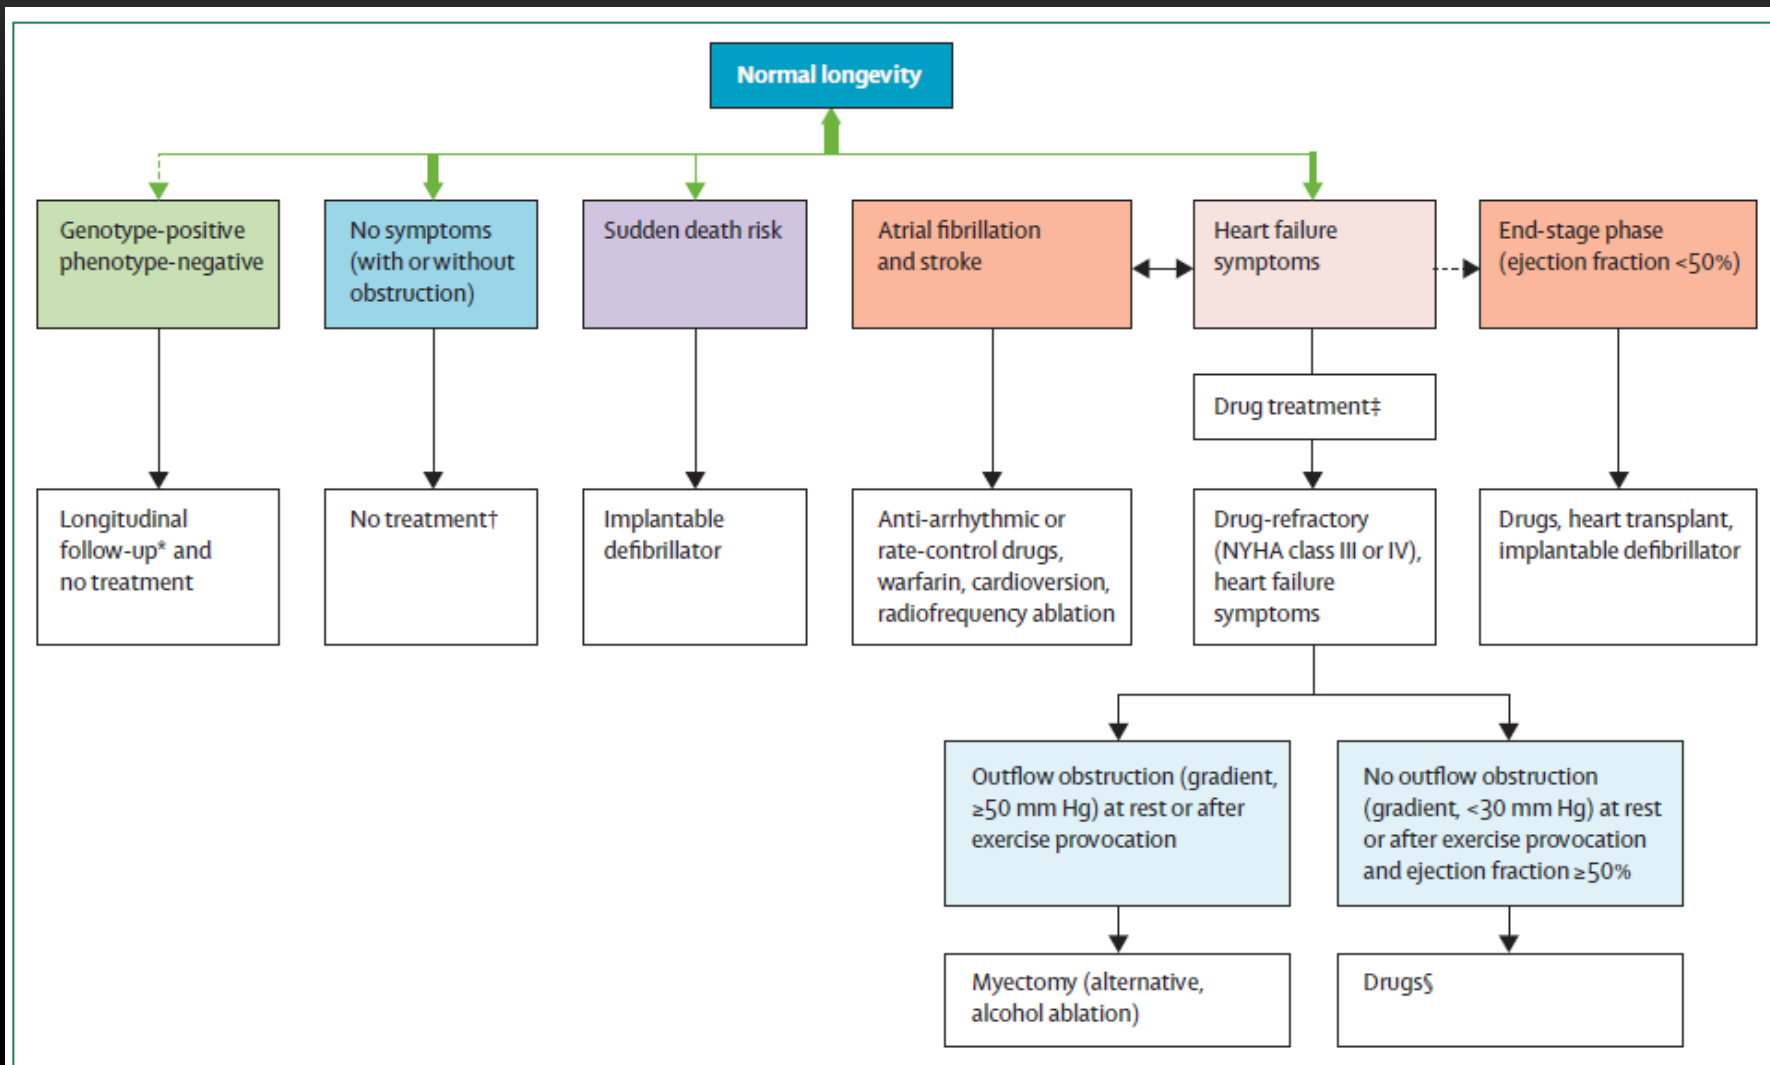 Normal longevity
Genotype-positive
phenotype-negative
No symptoms
(with or without
obstruction)
Sudden death risk
Atrial fibrillation
and stroke
Heart failure
symptoms
End-stage phase
(ejection fraction <50%)
Drug treatment‡
Longitudinal
follow-up* and
no treatment
No treatment†
Implantable
defibrillator
Anti-arrhythmic or
rate-control drugs,
warfarin, cardioversion,
radiofrequency ablation
Drug-refractory
(NYHA class III or IV),
heart failure
symptoms
Drugs, heart transplant,
implantable defibrillator
Outflow obstruction (gradient,
≥50 mm Hg) at rest or after
exercise provocation
No outflow obstruction
(gradient, <30 mm Hg) at rest
or after exercise provocation
and ejection fraction ≥50%
Myectomy (alternative,
alcohol ablation)
Drugs§